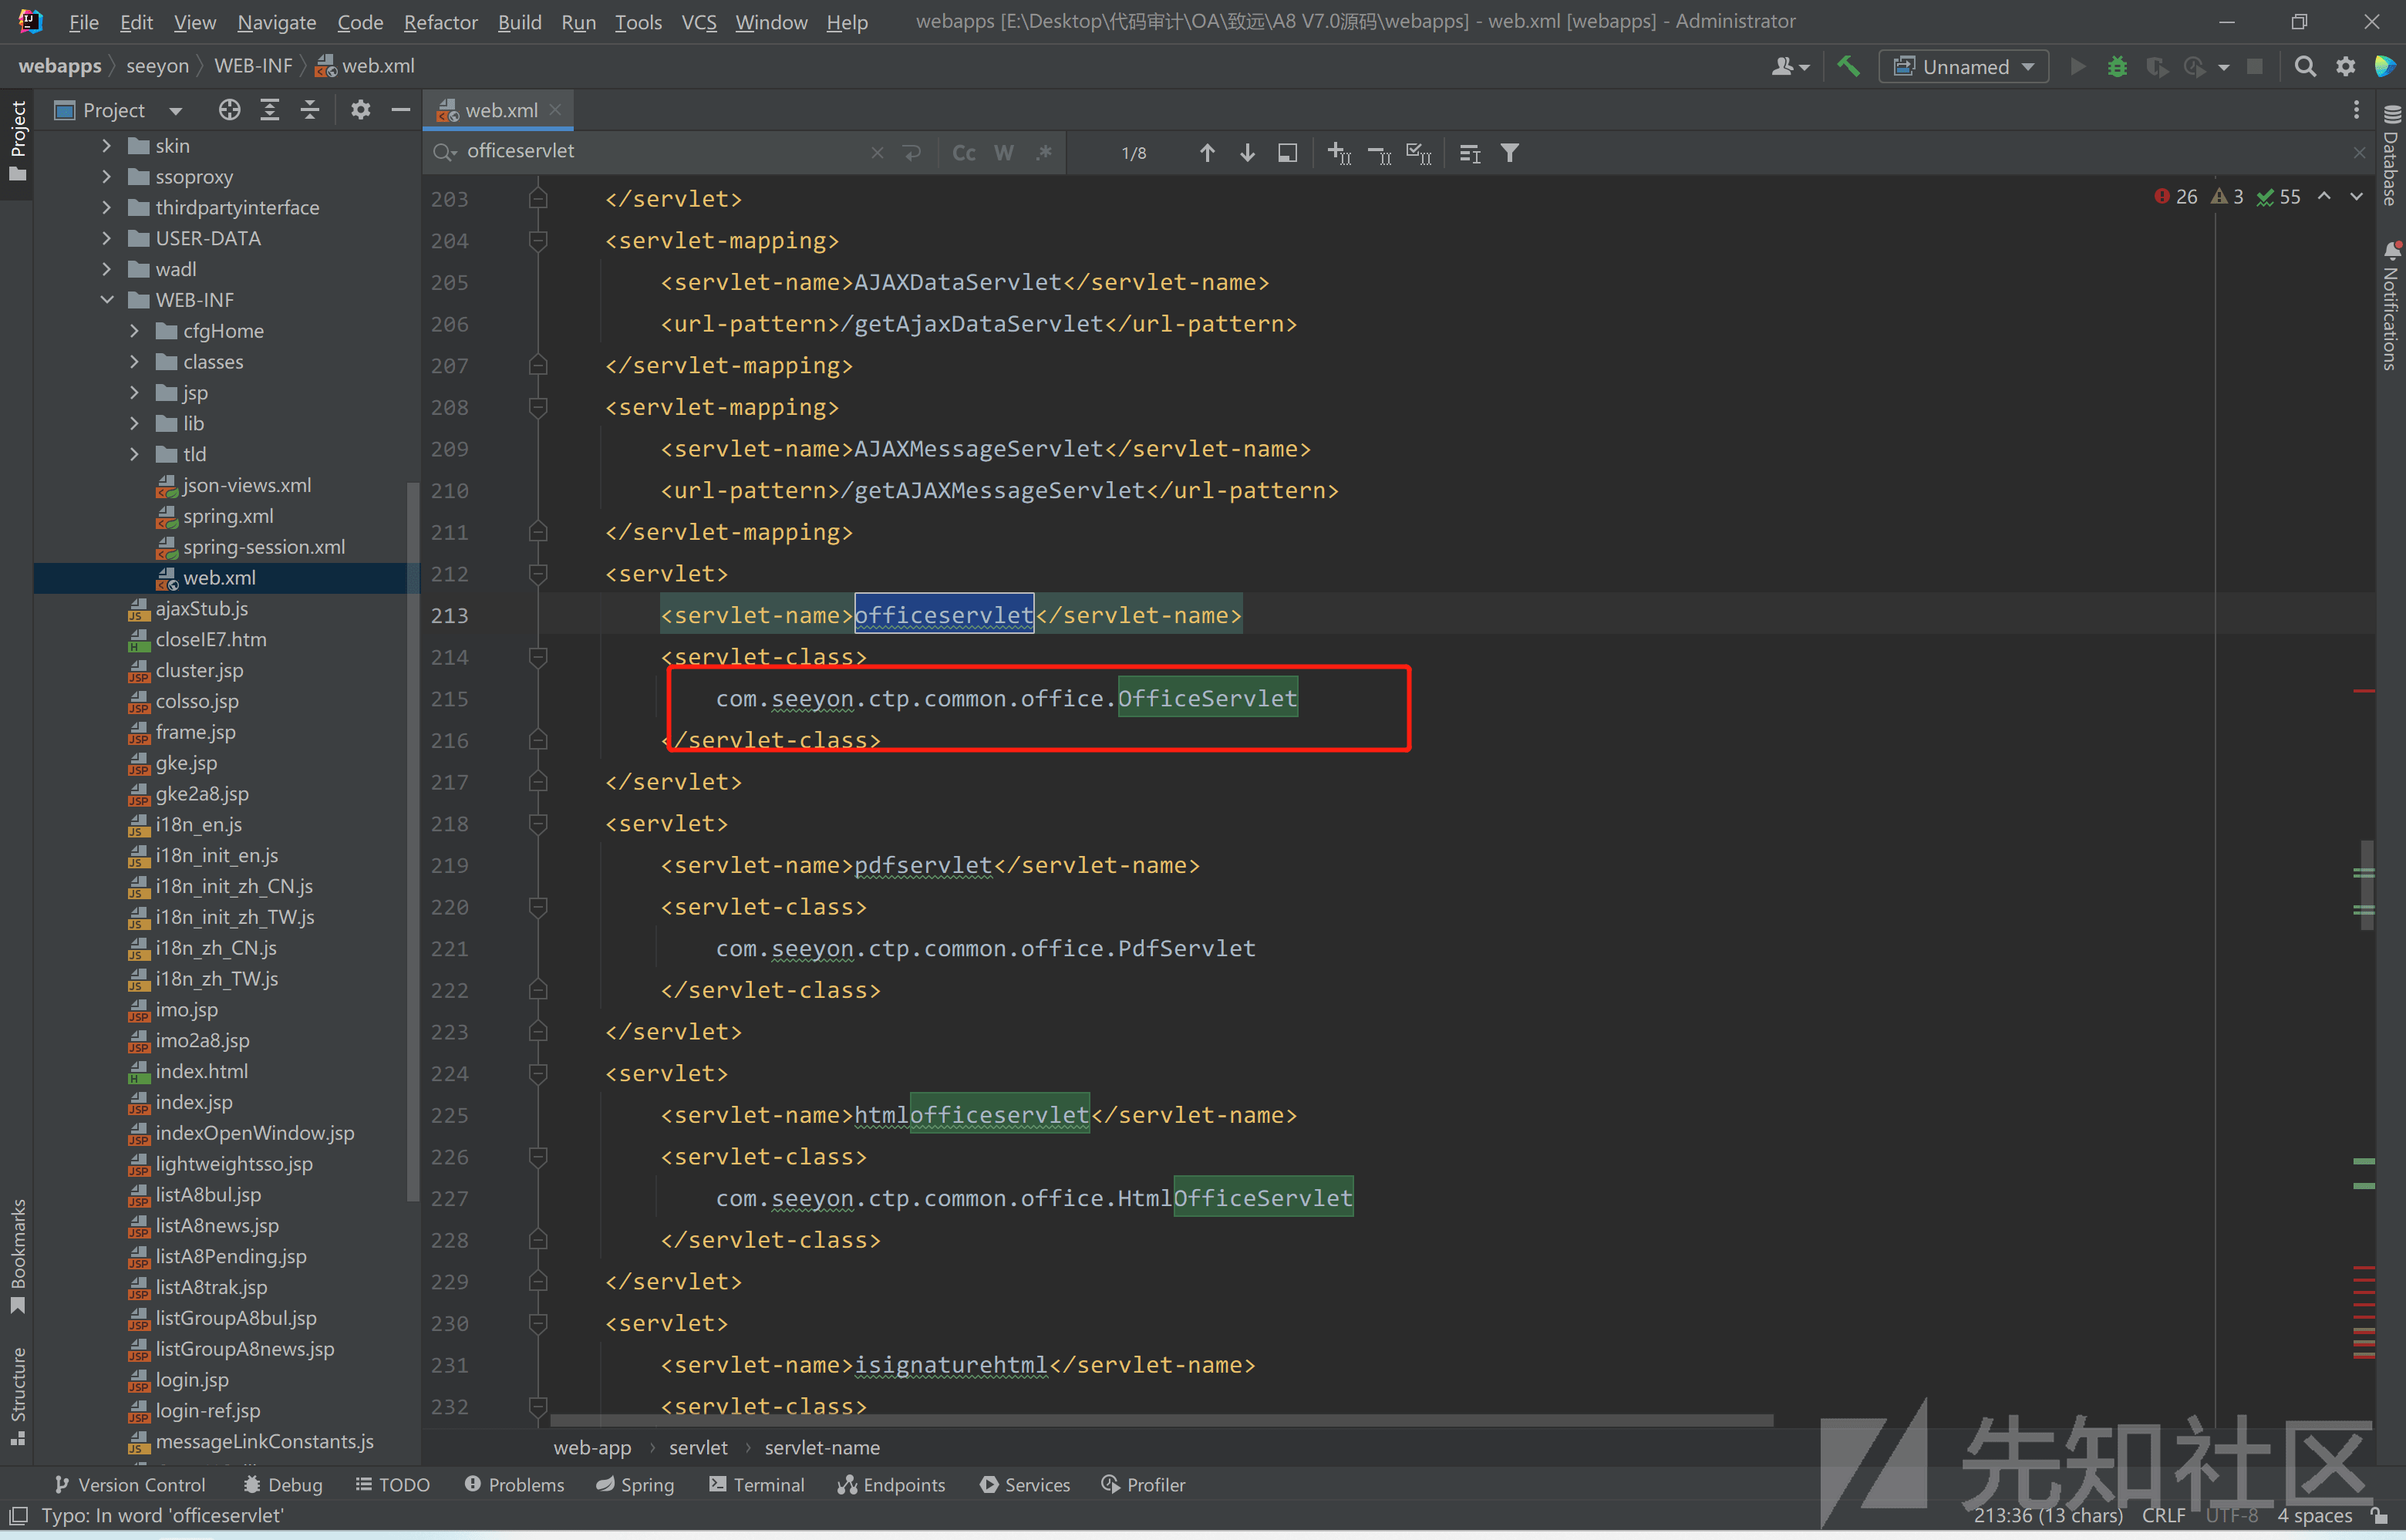 File Edit View Navigate Code Refactor Build Run Tools VCS Window Help webapps [E:\Desktop\代码审计\OA\致远\A8 V7.0源码\webapps] - web.xml [webapps] - Administrator
webapps seeyon WEB-INF web.xml Unnamed
Project web.xml
officeservlet Cc W .* 1/8
26 3 55
Project
Bookmarks
Structure
Database
Notifications
skin
ssoproxy
thirdpartyinterface
USER-DATA
wadl
WEB-INF
cfgHome
classes
jsp
lib
tld
json-views.xml
spring.xml
spring-session.xml
web.xml
ajaxStub.js
closeIE7.htm
cluster.jsp
colsso.jsp
frame.jsp
gke.jsp
gke2a8.jsp
i18n_en.js
i18n_init_en.js
i18n_init_zh_CN.js
i18n_init_zh_TW.js
i18n_zh_CN.js
i18n_zh_TW.js
imo.jsp
imo2a8.jsp
index.html
index.jsp
indexOpenWindow.jsp
lightweightsso.jsp
listA8bul.jsp
listA8news.jsp
listA8Pending.jsp
listA8trak.jsp
listGroupA8bul.jsp
listGroupA8news.jsp
login.jsp
login-ref.jsp
messageLinkConstants.js
203 </servlet>
204 <servlet-mapping>
205 <servlet-name>AJAXDataServlet</servlet-name>
206 <url-pattern>/getAjaxDataServlet</url-pattern>
207 </servlet-mapping>
208 <servlet-mapping>
209 <servlet-name>AJAXMessageServlet</servlet-name>
210 <url-pattern>/getAJAXMessageServlet</url-pattern>
211 </servlet-mapping>
212 <servlet>
213 <servlet-name>officeservlet</servlet-name>
214 <servlet-class>
215 com.seeyon.ctp.common.office.OfficeServlet
216 </servlet-class>
217 </servlet>
218 <servlet>
219 <servlet-name>pdfservlet</servlet-name>
220 <servlet-class>
221 com.seeyon.ctp.common.office.PdfServlet
222 </servlet-class>
223 </servlet>
224 <servlet>
225 <servlet-name>htmlofficeservlet</servlet-name>
226 <servlet-class>
227 com.seeyon.ctp.common.office.HtmlOfficeServlet
228 </servlet-class>
229 </servlet>
230 <servlet>
231 <servlet-name>isignaturehtml</servlet-name>
232 <servlet-class>
web-app servlet servlet-name
Version Control Debug TODO Problems Spring Terminal Endpoints Services Profiler
Typo: In word 'officeservlet' 213:36 (13 chars) CRLF UTF-8 4 spaces
先知社区